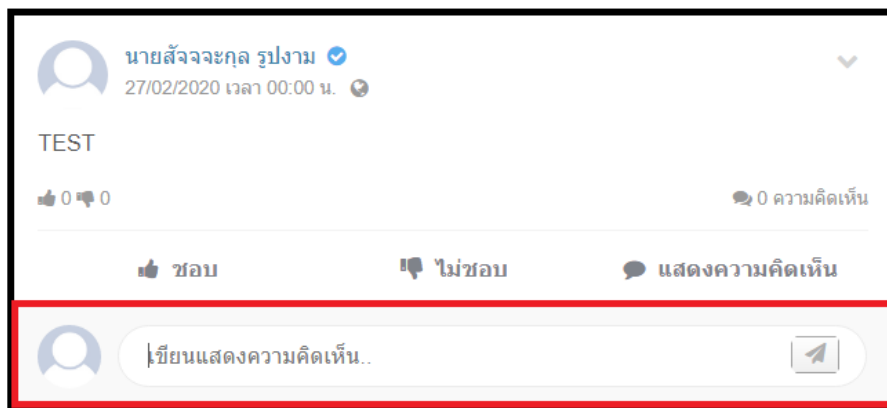 นายสัจจจะกุล รูปงาม
27/02/2020 เวลา 00:00 น.
TEST
0 0 0 ความคิดเห็น
ชอบ ไม่ชอบ แสดงความคิดเห็น
เขียนแสดงความคิดเห็น..